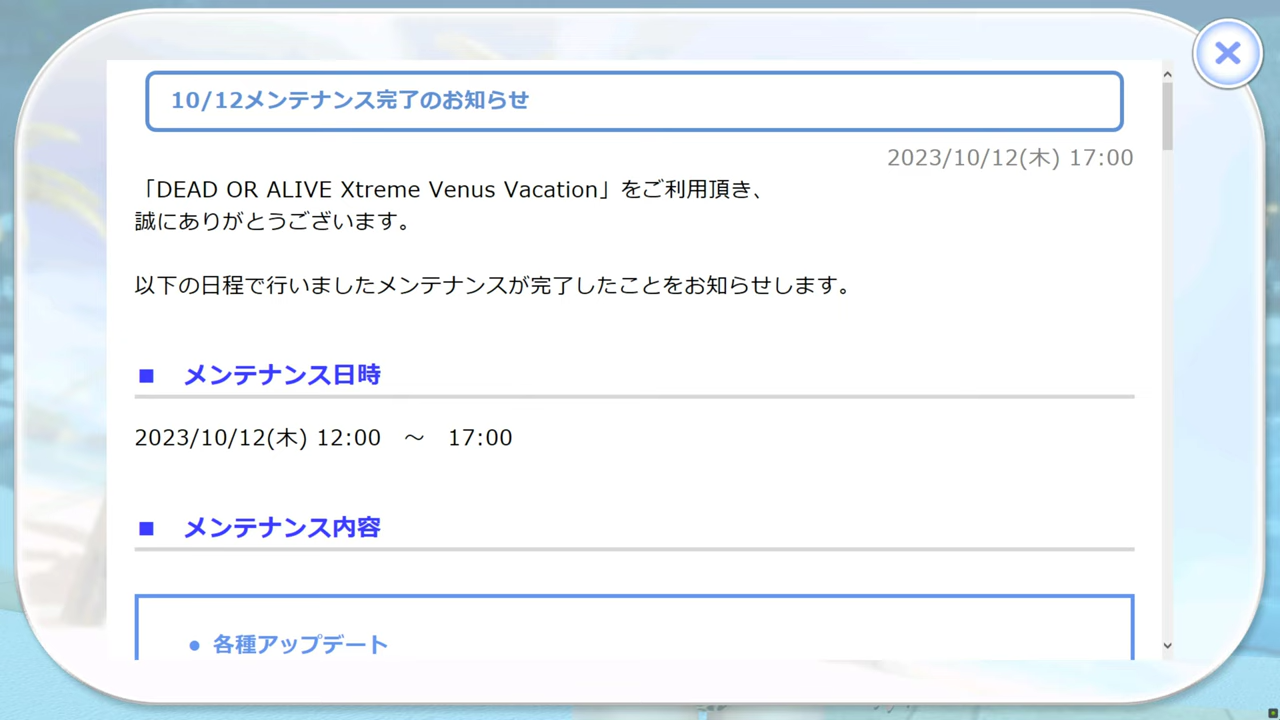 10/12メンテナンス完了のお知らせ
2023/10/12(木) 17:00
「DEAD OR ALIVE Xtreme Venus Vacation」をご利用頂き、
誠にありがとうございます。
以下の日程で行いましたメンテナンスが完了したことをお知らせします。
■　メンテナンス日時
2023/10/12(木) 12:00　～　17:00
■　メンテナンス内容
● 各種アップデート